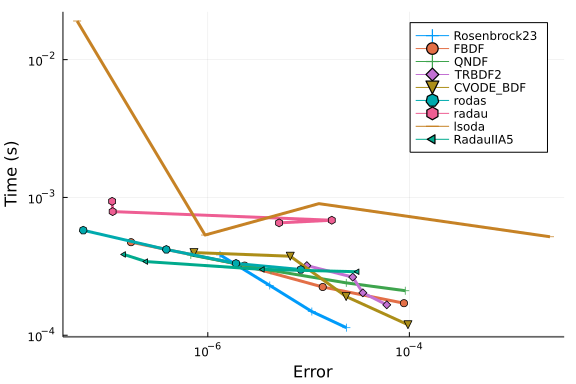 Time (s)
10⁻²
10⁻³
10⁻⁴
10⁻⁶
10⁻⁴
Error
Rosenbrock23
FBDF
QNDF
TRBDF2
CVODE_BDF
rodas
radau
lsoda
RadauIIA5